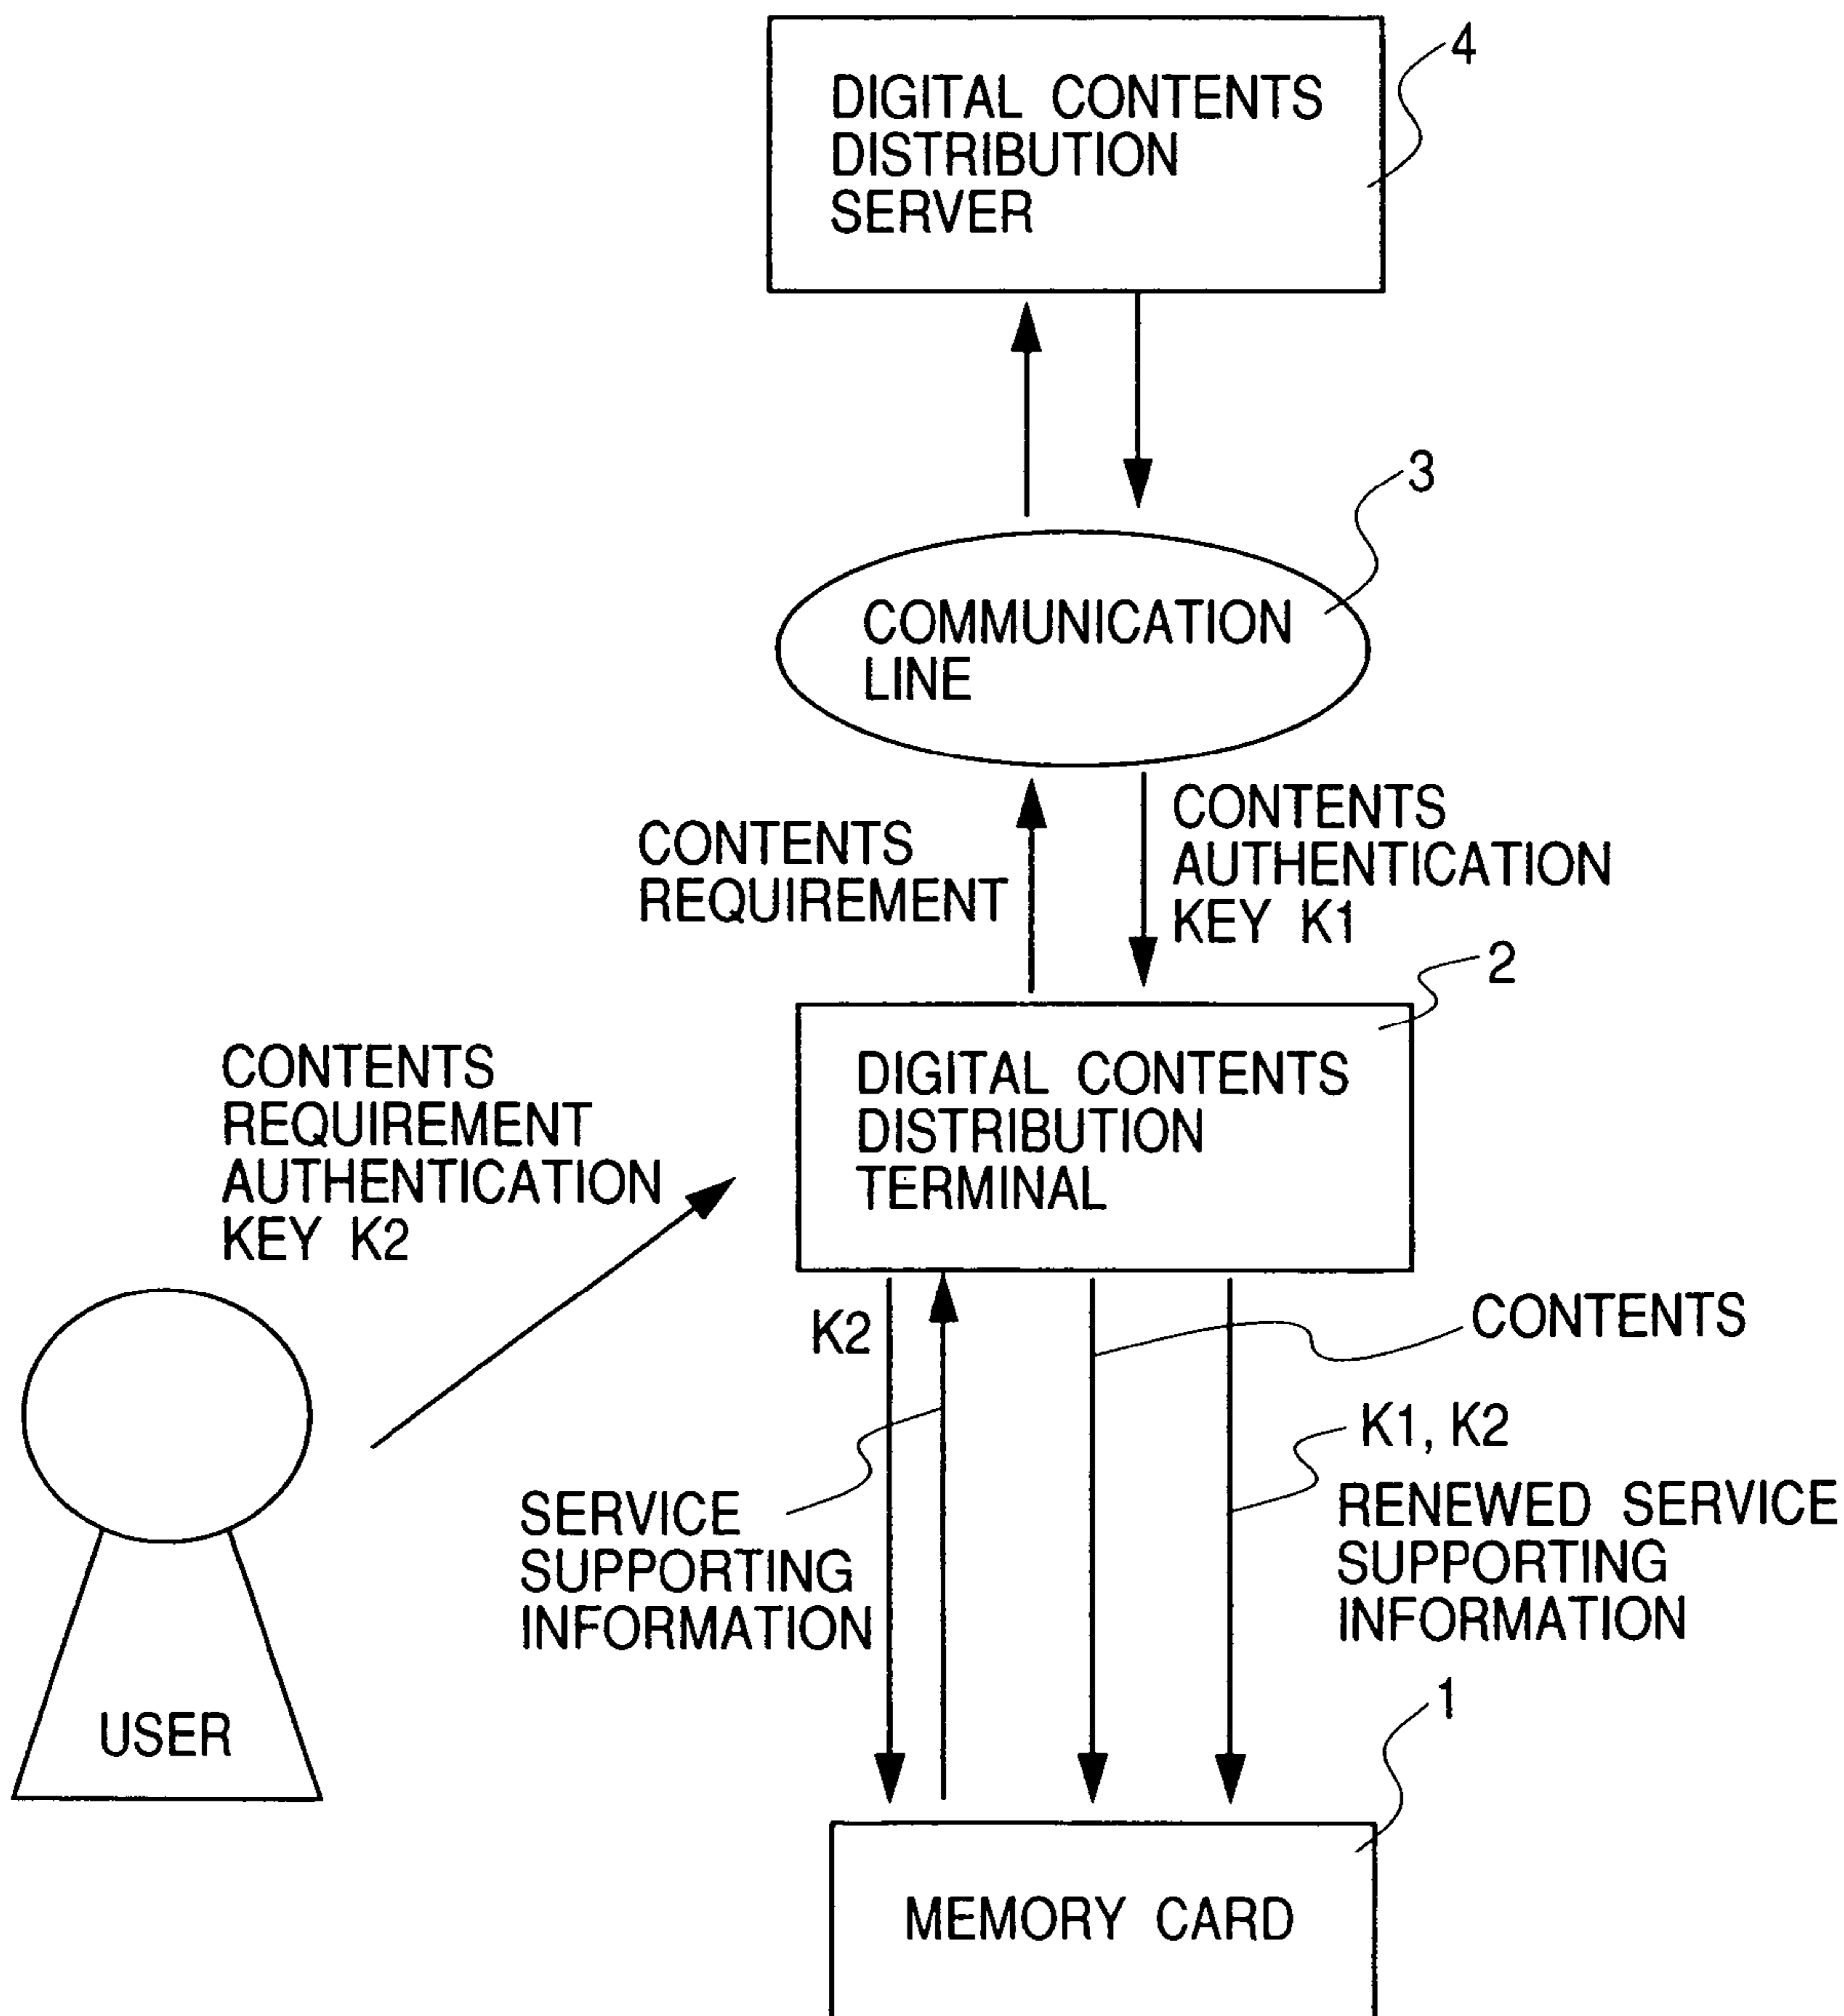 4
DIGITAL CONTENTS
DISTRIBUTION
SERVER
3
COMMUNICATION
LINE
CONTENTS
REQUIREMENT
CONTENTS
AUTHENTICATION
KEY K1
2
DIGITAL CONTENTS
DISTRIBUTION
TERMINAL
CONTENTS
REQUIREMENT
AUTHENTICATION
KEY K2
K2
CONTENTS
K1, K2
SERVICE
SUPPORTING
INFORMATION
RENEWED SERVICE
SUPPORTING
INFORMATION
1
USER
MEMORY CARD